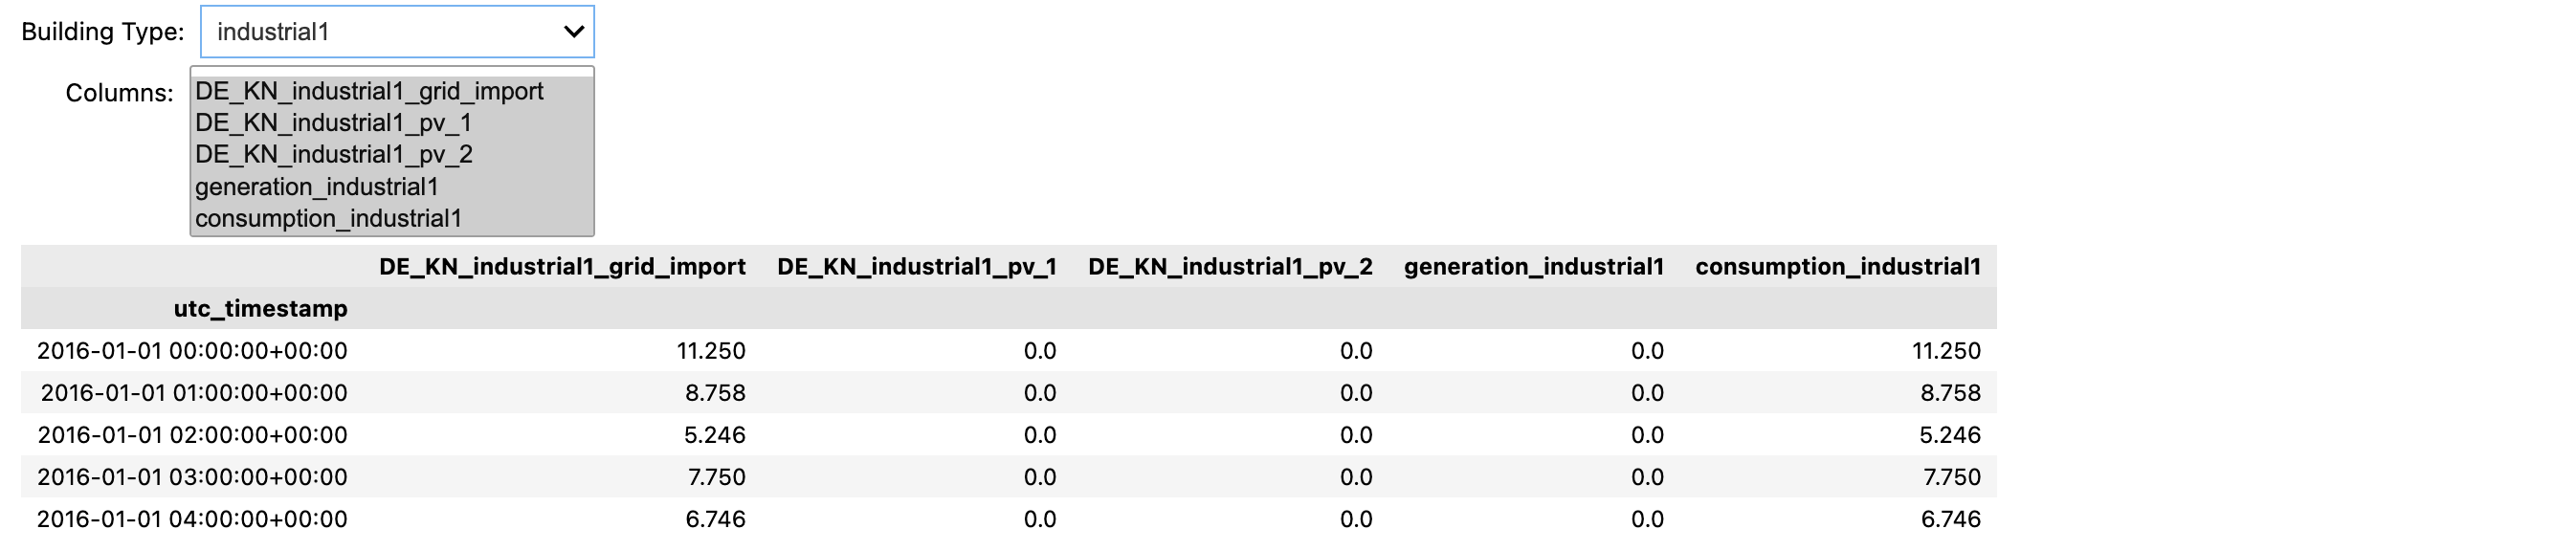 Building Type: industrial1
Columns: DE_KN_industrial1_grid_import
DE_KN_industrial1_pv_1
DE_KN_industrial1_pv_2
generation_industrial1
consumption_industrial1
DE_KN_industrial1_grid_import DE_KN_industrial1_pv_1 DE_KN_industrial1_pv_2 generation_industrial1 consumption_industrial1
utc_timestamp
2016-01-01 00:00:00+00:00 11.250 0.0 0.0 0.0 11.250
2016-01-01 01:00:00+00:00 8.758 0.0 0.0 0.0 8.758
2016-01-01 02:00:00+00:00 5.246 0.0 0.0 0.0 5.246
2016-01-01 03:00:00+00:00 7.750 0.0 0.0 0.0 7.750
2016-01-01 04:00:00+00:00 6.746 0.0 0.0 0.0 6.746